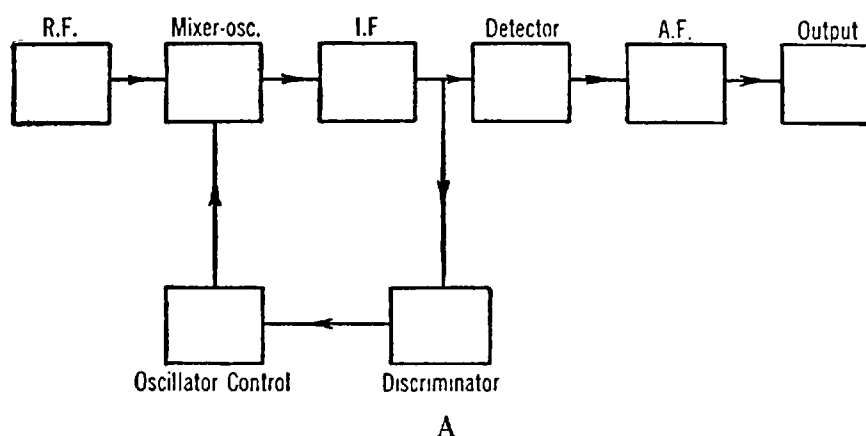 R.F. Mixer-osc. I.F Detector A.F. Output
Oscillator Control Discriminator
A